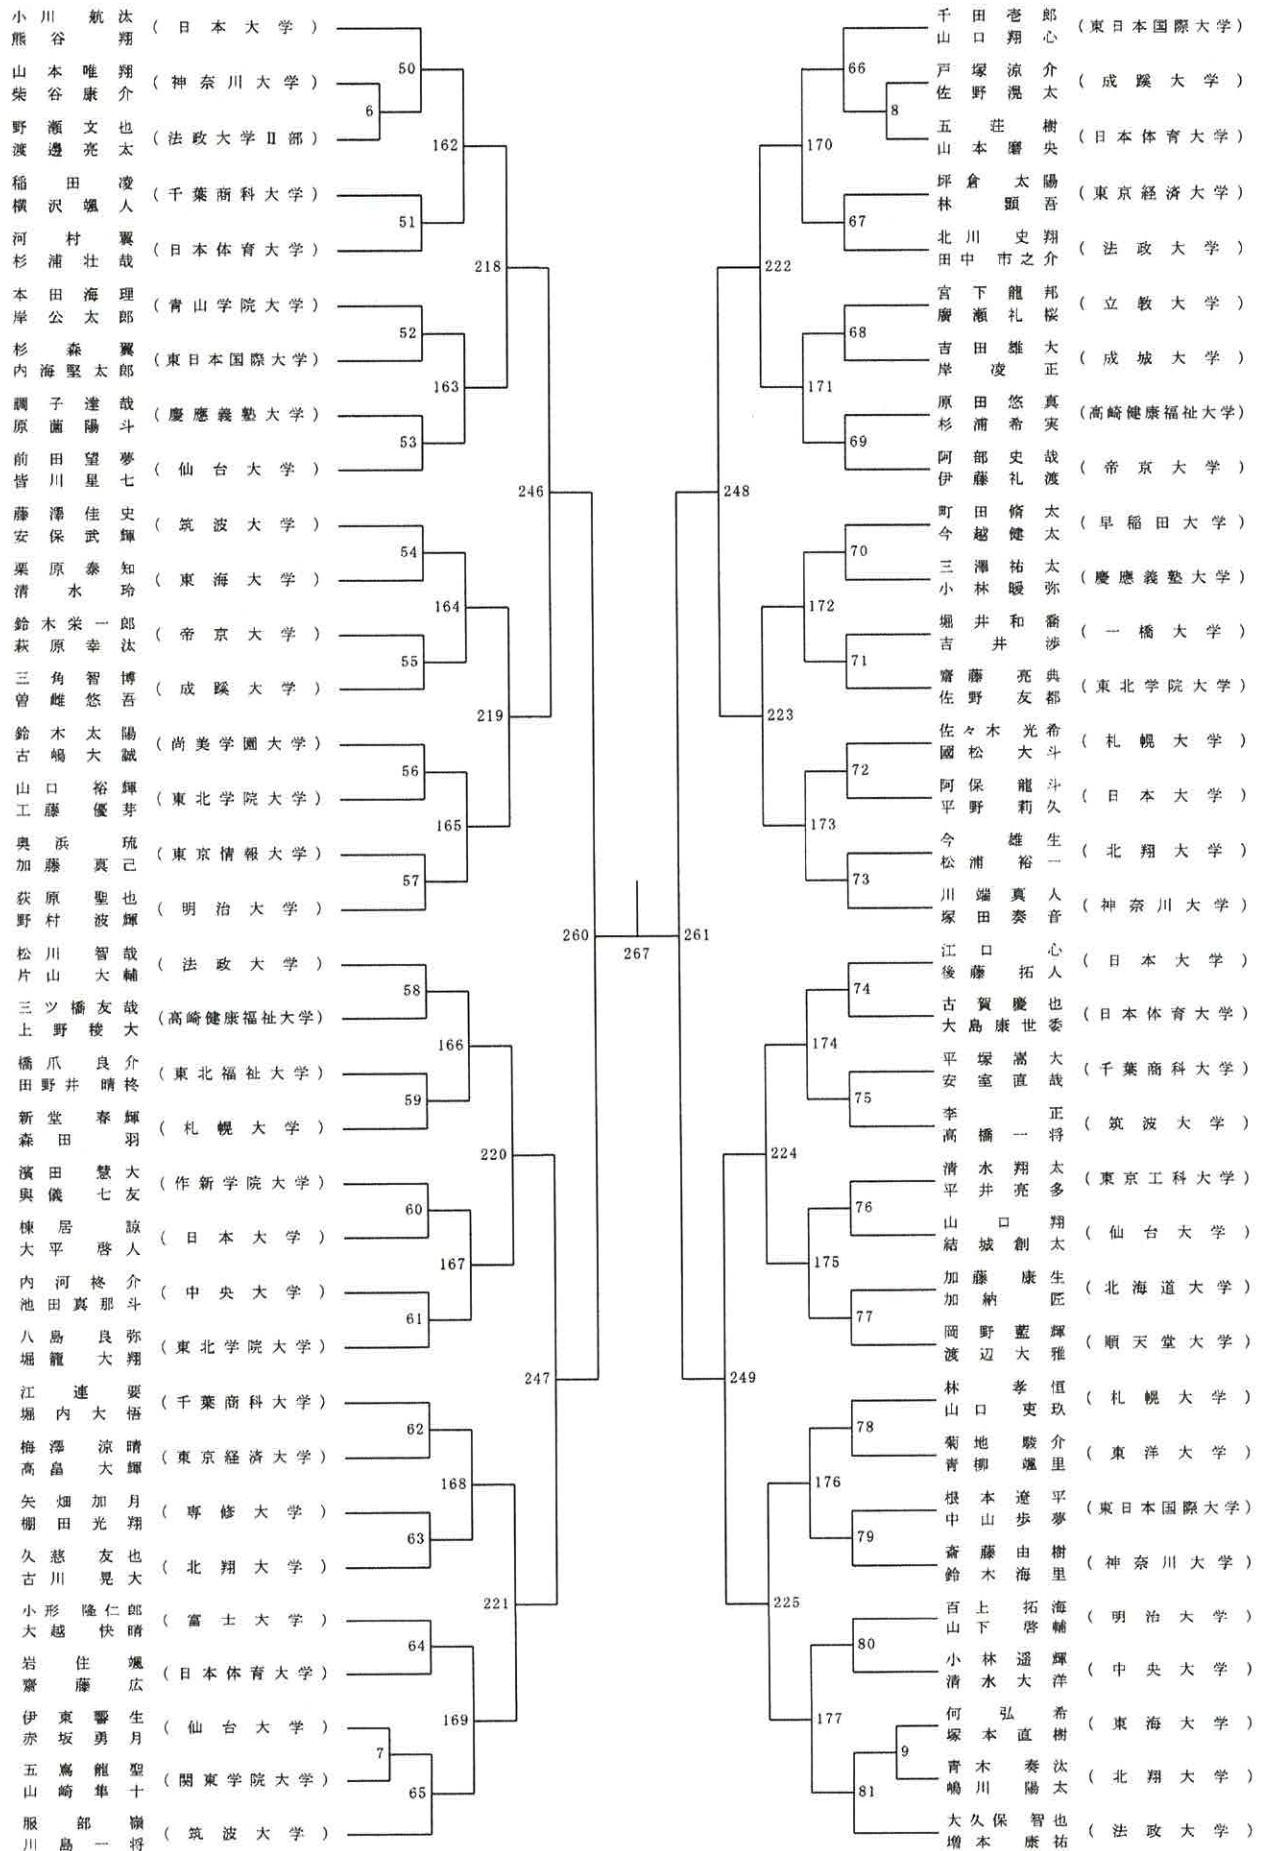 小川航汰
熊谷翔
(日本大学)
山本唯翔
柴谷康介
(神奈川大学)
野瀬文也
渡邊亮太
(法政大学Ⅱ部)
稲田凌
横沢颯人
(千葉商科大学)
河村翼
杉浦壮哉
(日本体育大学)
本田海理
岸公太郎
(青山学院大学)
杉森翼
内海堅太郎
(東日本国際大学)
調子達哉
原薗陽斗
(慶應義塾大学)
前田望夢
皆川星七
(仙台大学)
藤澤佳史
安保武輝
(筑波大学)
栗原泰知
清水玲
(東海大学)
鈴木栄一郎
萩原幸汰
(帝京大学)
三角智博
曽雌悠吾
(成蹊大学)
鈴木太陽
古嶋大誠
(尚美学園大学)
山口裕輝
工藤優芽
(東北学院大学)
奥浜琉
加藤真己
(東京情報大学)
荻原聖也
野村波輝
(明治大学)
松川智哉
片山大輔
(法政大学)
三ツ橋友哉
上野稜大
(高崎健康福祉大学)
橋爪良介
田野井晴柊
(東北福祉大学)
新堂春輝
森田羽
(札幌大学)
濱田慧大
與儀七友
(作新学院大学)
棟居諒
大平啓人
(日本大学)
内河柊介
池田真那斗
(中央大学)
八島良弥
堀籠大翔
(東北学院大学)
江連要
堀内大悟
(千葉商科大学)
梅澤涼晴
高畠大輝
(東京経済大学)
矢畑加月
棚田光翔
(専修大学)
久慈友也
古川晃大
(北翔大学)
小形隆仁郎
大越快晴
(富士大学)
岩住颯
齋藤広
(日本体育大学)
伊東響生
赤坂勇月
(仙台大学)
五嶌龍聖
山崎隼十
(関東学院大学)
服部嶺
川島一将
(筑波大学)
50
6
162
51
218
52
163
53
246
54
164
55
219
56
165
57
260
267
261
58
166
59
220
60
167
61
247
62
168
63
221
64
169
7
65
千田壱郎
山口翔心
(東日本国際大学)
戸塚涼介
佐野滉太
(成蹊大学)
五荘樹
山本磨央
(日本体育大学)
坪倉太陽
林顕吾
(東京経済大学)
北川史翔
田中市之介
(法政大学)
宮下龍邦
廣瀬礼桜
(立教大学)
吉田雄大
岸凌正
(成城大学)
原田悠真
杉浦希実
(高崎健康福祉大学)
阿部史哉
伊藤礼渡
(帝京大学)
町田脩太
今越健太
(早稲田大学)
三澤祐太
小林暖弥
(慶應義塾大学)
堀井和喬
吉井渉
(一橋大学)
齋藤亮典
佐野友都
(東北学院大学)
佐々木光希
國松大斗
(札幌大学)
阿保龍斗
平野莉久
(日本大学)
今雄生
松浦裕一
(北翔大学)
川端真人
塚田奏音
(神奈川大学)
江口心
後藤拓人
(日本大学)
古賀慶也
大島康世委
(日本体育大学)
平塚嵩大
安室直哉
(千葉商科大学)
李正
高橋一将
(筑波大学)
清水翔太
平井亮多
(東京工科大学)
山口翔
結城創太
(仙台大学)
加藤康生
加納匠
(北海道大学)
岡野藍輝
渡辺大雅
(順天堂大学)
林孝恒
山口吏玖
(札幌大学)
菊地駿介
青柳颯里
(東洋大学)
根本遼平
中山歩夢
(東日本国際大学)
斎藤由樹
鈴木海里
(神奈川大学)
百上拓海
山下啓輔
(明治大学)
小林遥輝
清水大洋
(中央大学)
何弘希
塚本直樹
(東海大学)
青木奏汰
嶋川陽太
(北翔大学)
大久保智也
増本康祐
(法政大学)
66
8
170
67
222
68
171
69
248
70
172
71
223
72
173
73
74
174
75
224
76
175
77
249
78
176
79
225
80
177
9
81